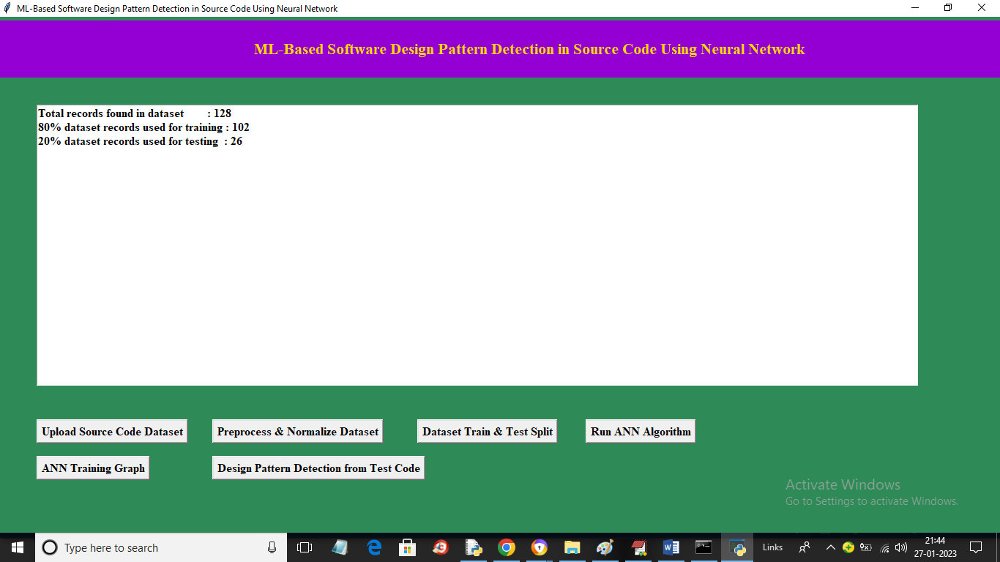 ML-Based Software Design Pattern Detection in Source Code Using Neural Network
ML-Based Software Design Pattern Detection in Source Code Using Neural Network
Total records found in dataset : 128
80% dataset records used for training : 102
20% dataset records used for testing : 26
Upload Source Code Dataset Preprocess & Normalize Dataset Dataset Train & Test Split Run ANN Algorithm
ANN Training Graph Design Pattern Detection from Test Code
Activate Windows
Go to Settings to activate Windows.
Type here to search Links 21:44
27-01-2023